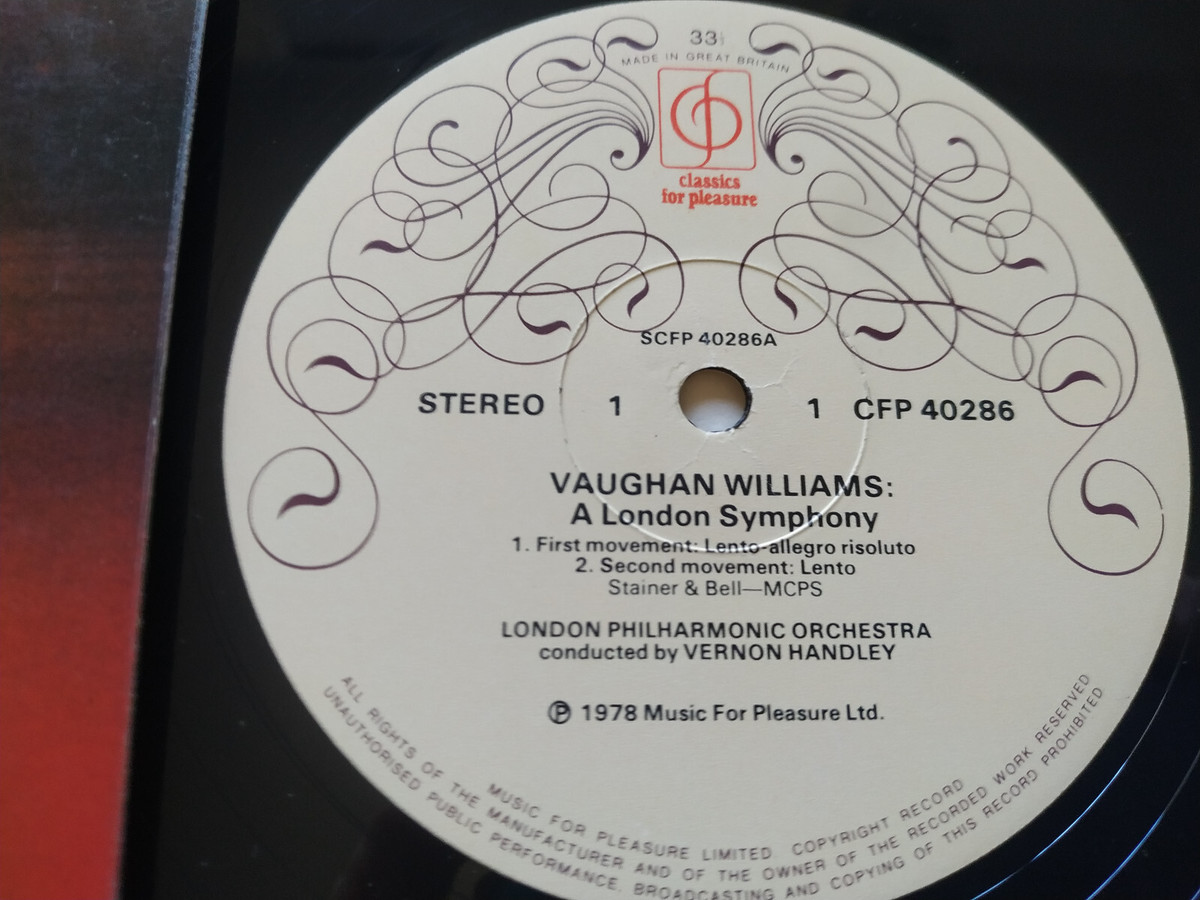 33⅓
MADE IN GREAT BRITAIN
classics
for pleasure
SCFP 40286A
STEREO 1 1 CFP 40286
VAUGHAN WILLIAMS:
A London Symphony
1. First movement: Lento-allegro risoluto
2. Second movement: Lento
Stainer & Bell—MCPS
LONDON PHILHARMONIC ORCHESTRA
conducted by VERNON HANDLEY
℗ 1978 Music For Pleasure Ltd.
MUSIC FOR PLEASURE LIMITED COPYRIGHT RECORD
ALL RIGHTS OF THE MANUFACTURER AND OF THE OWNER OF THE RECORDED WORK RESERVED
UNAUTHORISED PUBLIC PERFORMANCE, BROADCASTING AND COPYING OF THIS RECORD PROHIBITED